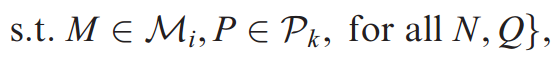 s.t. M ∈ ℳᵢ, P ∈ 𝒫ₖ, for all N, Q},